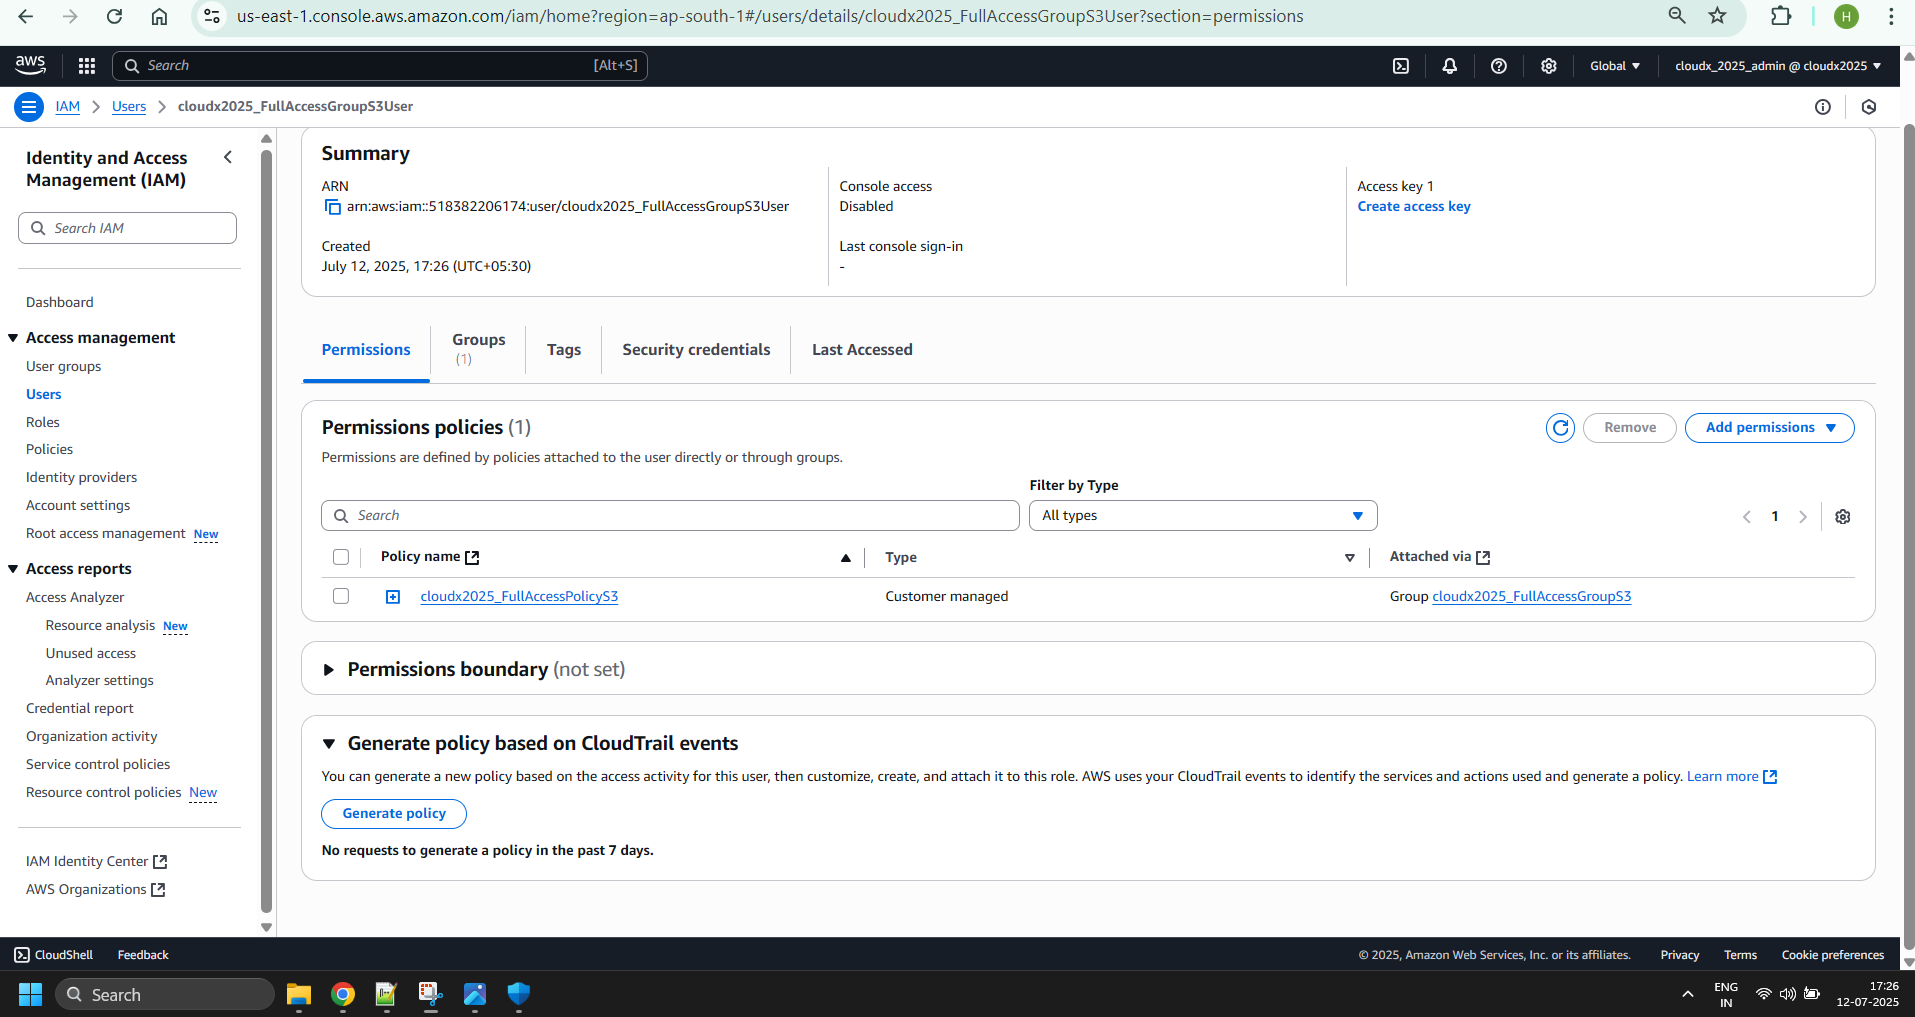 us-east-1.console.aws.amazon.com/iam/home?region=ap-south-1#/users/details/cloudx2025_FullAccessGroupS3User?section=permissions
H
aws
Search
[Alt+S]
Global
cloudx_2025_admin @ cloudx2025
IAM
Users
cloudx2025_FullAccessGroupS3User
Identity and Access
Management (IAM)
Search IAM
Dashboard
Access management
User groups
Users
Roles
Policies
Identity providers
Account settings
Root access management New
Access reports
Access Analyzer
Resource analysis New
Unused access
Analyzer settings
Credential report
Organization activity
Service control policies
Resource control policies New
IAM Identity Center
AWS Organizations
Summary
ARN
arn:aws:iam::518382206174:user/cloudx2025_FullAccessGroupS3User
Created
July 12, 2025, 17:26 (UTC+05:30)
Console access
Disabled
Last console sign-in
-
Access key 1
Create access key
Permissions
Groups
(1)
Tags
Security credentials
Last Accessed
Permissions policies (1)
Permissions are defined by policies attached to the user directly or through groups.
Remove
Add permissions
Filter by Type
Search
All types
1
Policy name
Type
Attached via
cloudx2025_FullAccessPolicyS3
Customer managed
Group cloudx2025_FullAccessGroupS3
Permissions boundary (not set)
Generate policy based on CloudTrail events
You can generate a new policy based on the access activity for this user, then customize, create, and attach it to this role. AWS uses your CloudTrail events to identify the services and actions used and generate a policy. Learn more
Generate policy
No requests to generate a policy in the past 7 days.
CloudShell
Feedback
© 2025, Amazon Web Services, Inc. or its affiliates.
Privacy
Terms
Cookie preferences
Search
ENG
IN
17:26
12-07-2025